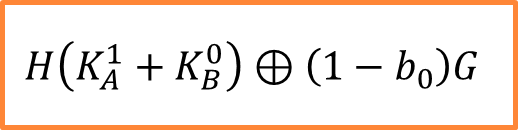 H(K_A^1 + K_B^0) ⊕ (1 − b_0)G